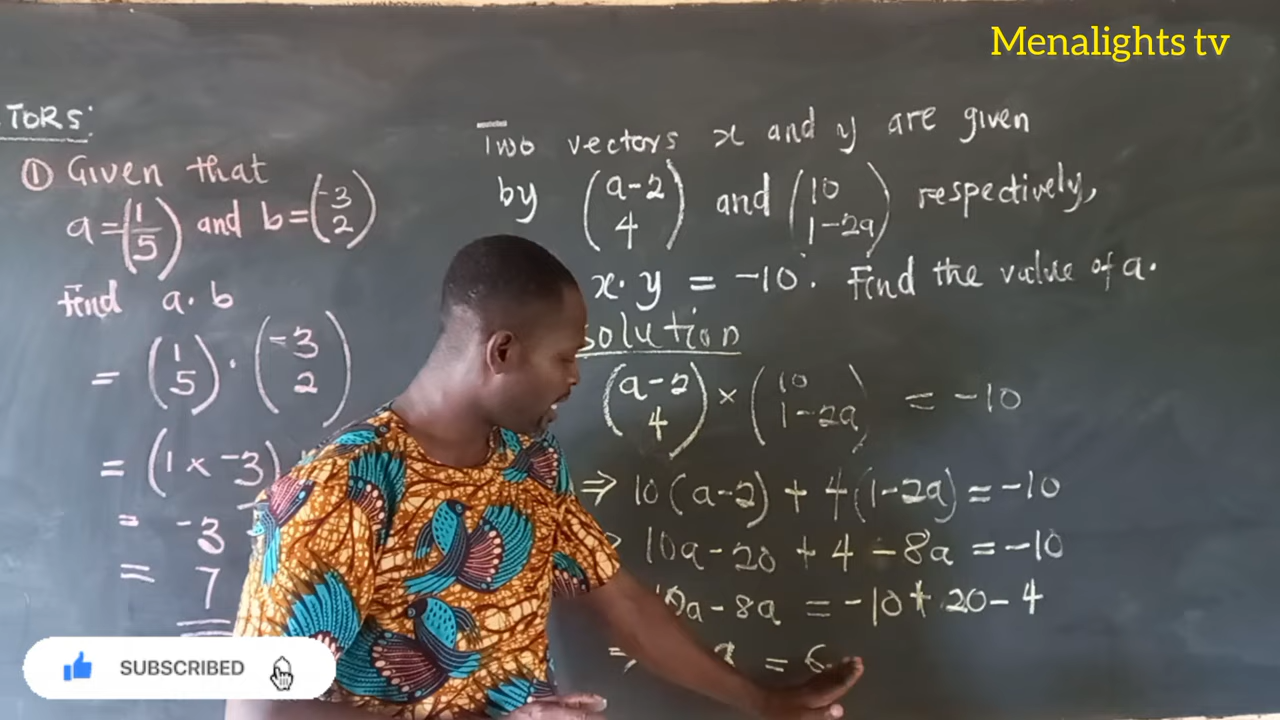 Menalights tv
TORS:
① Given that
a = (1 5) and b = (-3 2)
Find a . b
= (1 5) . (-3 2)
= (1 x -3)
= -3
= 7
Two vectors x and y are given
by (a-2 4) and (10 1-2a) respectively,
x . y = -10 . Find the value of a.
solution
(a-2 4) × (10 1-2a) = -10
⇒ 10(a-2) + 4(1-2a) = -10
10a - 20 + 4 - 8a = -10
10a - 8a = -10 + 20 - 4
= 6
SUBSCRIBED